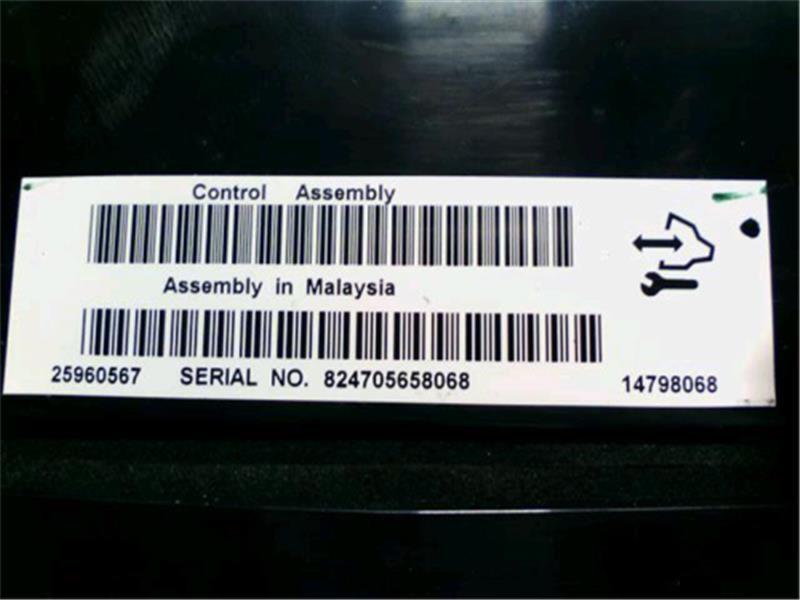 Control Assembly
Assembly in Malaysia
25960567 SERIAL NO. 824705658068 14798068